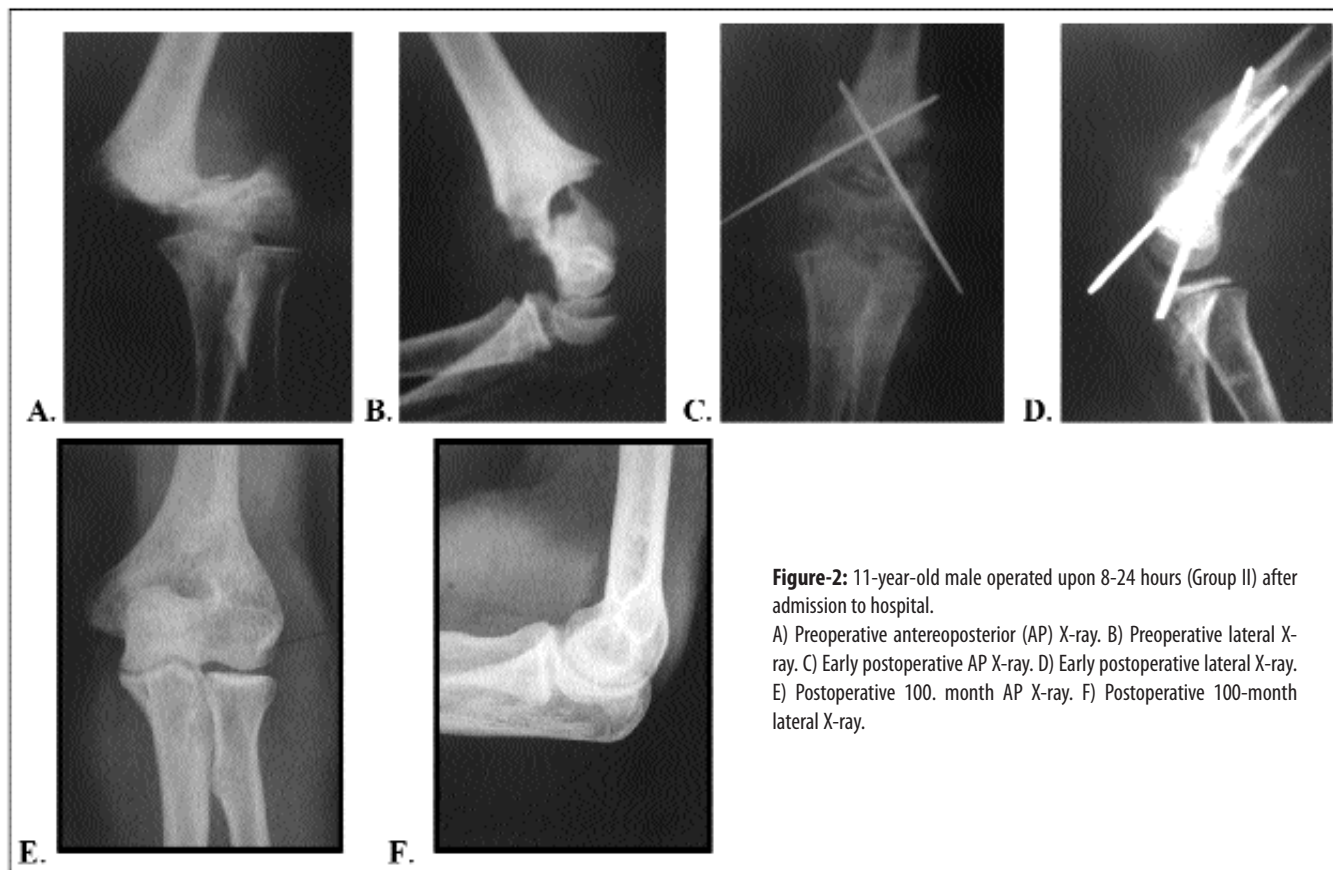 A.
B.
C.
D.
E.
F.
Figure-2: 11-year-old male operated upon 8-24 hours (Group II) after
admission to hospital.
A) Preoperative antereoposterior (AP) X-ray. B) Preoperative lateral X-
ray. C) Early postoperative AP X-ray. D) Early postoperative lateral X-ray.
E) Postoperative 100. month AP X-ray. F) Postoperative 100-month
lateral X-ray.